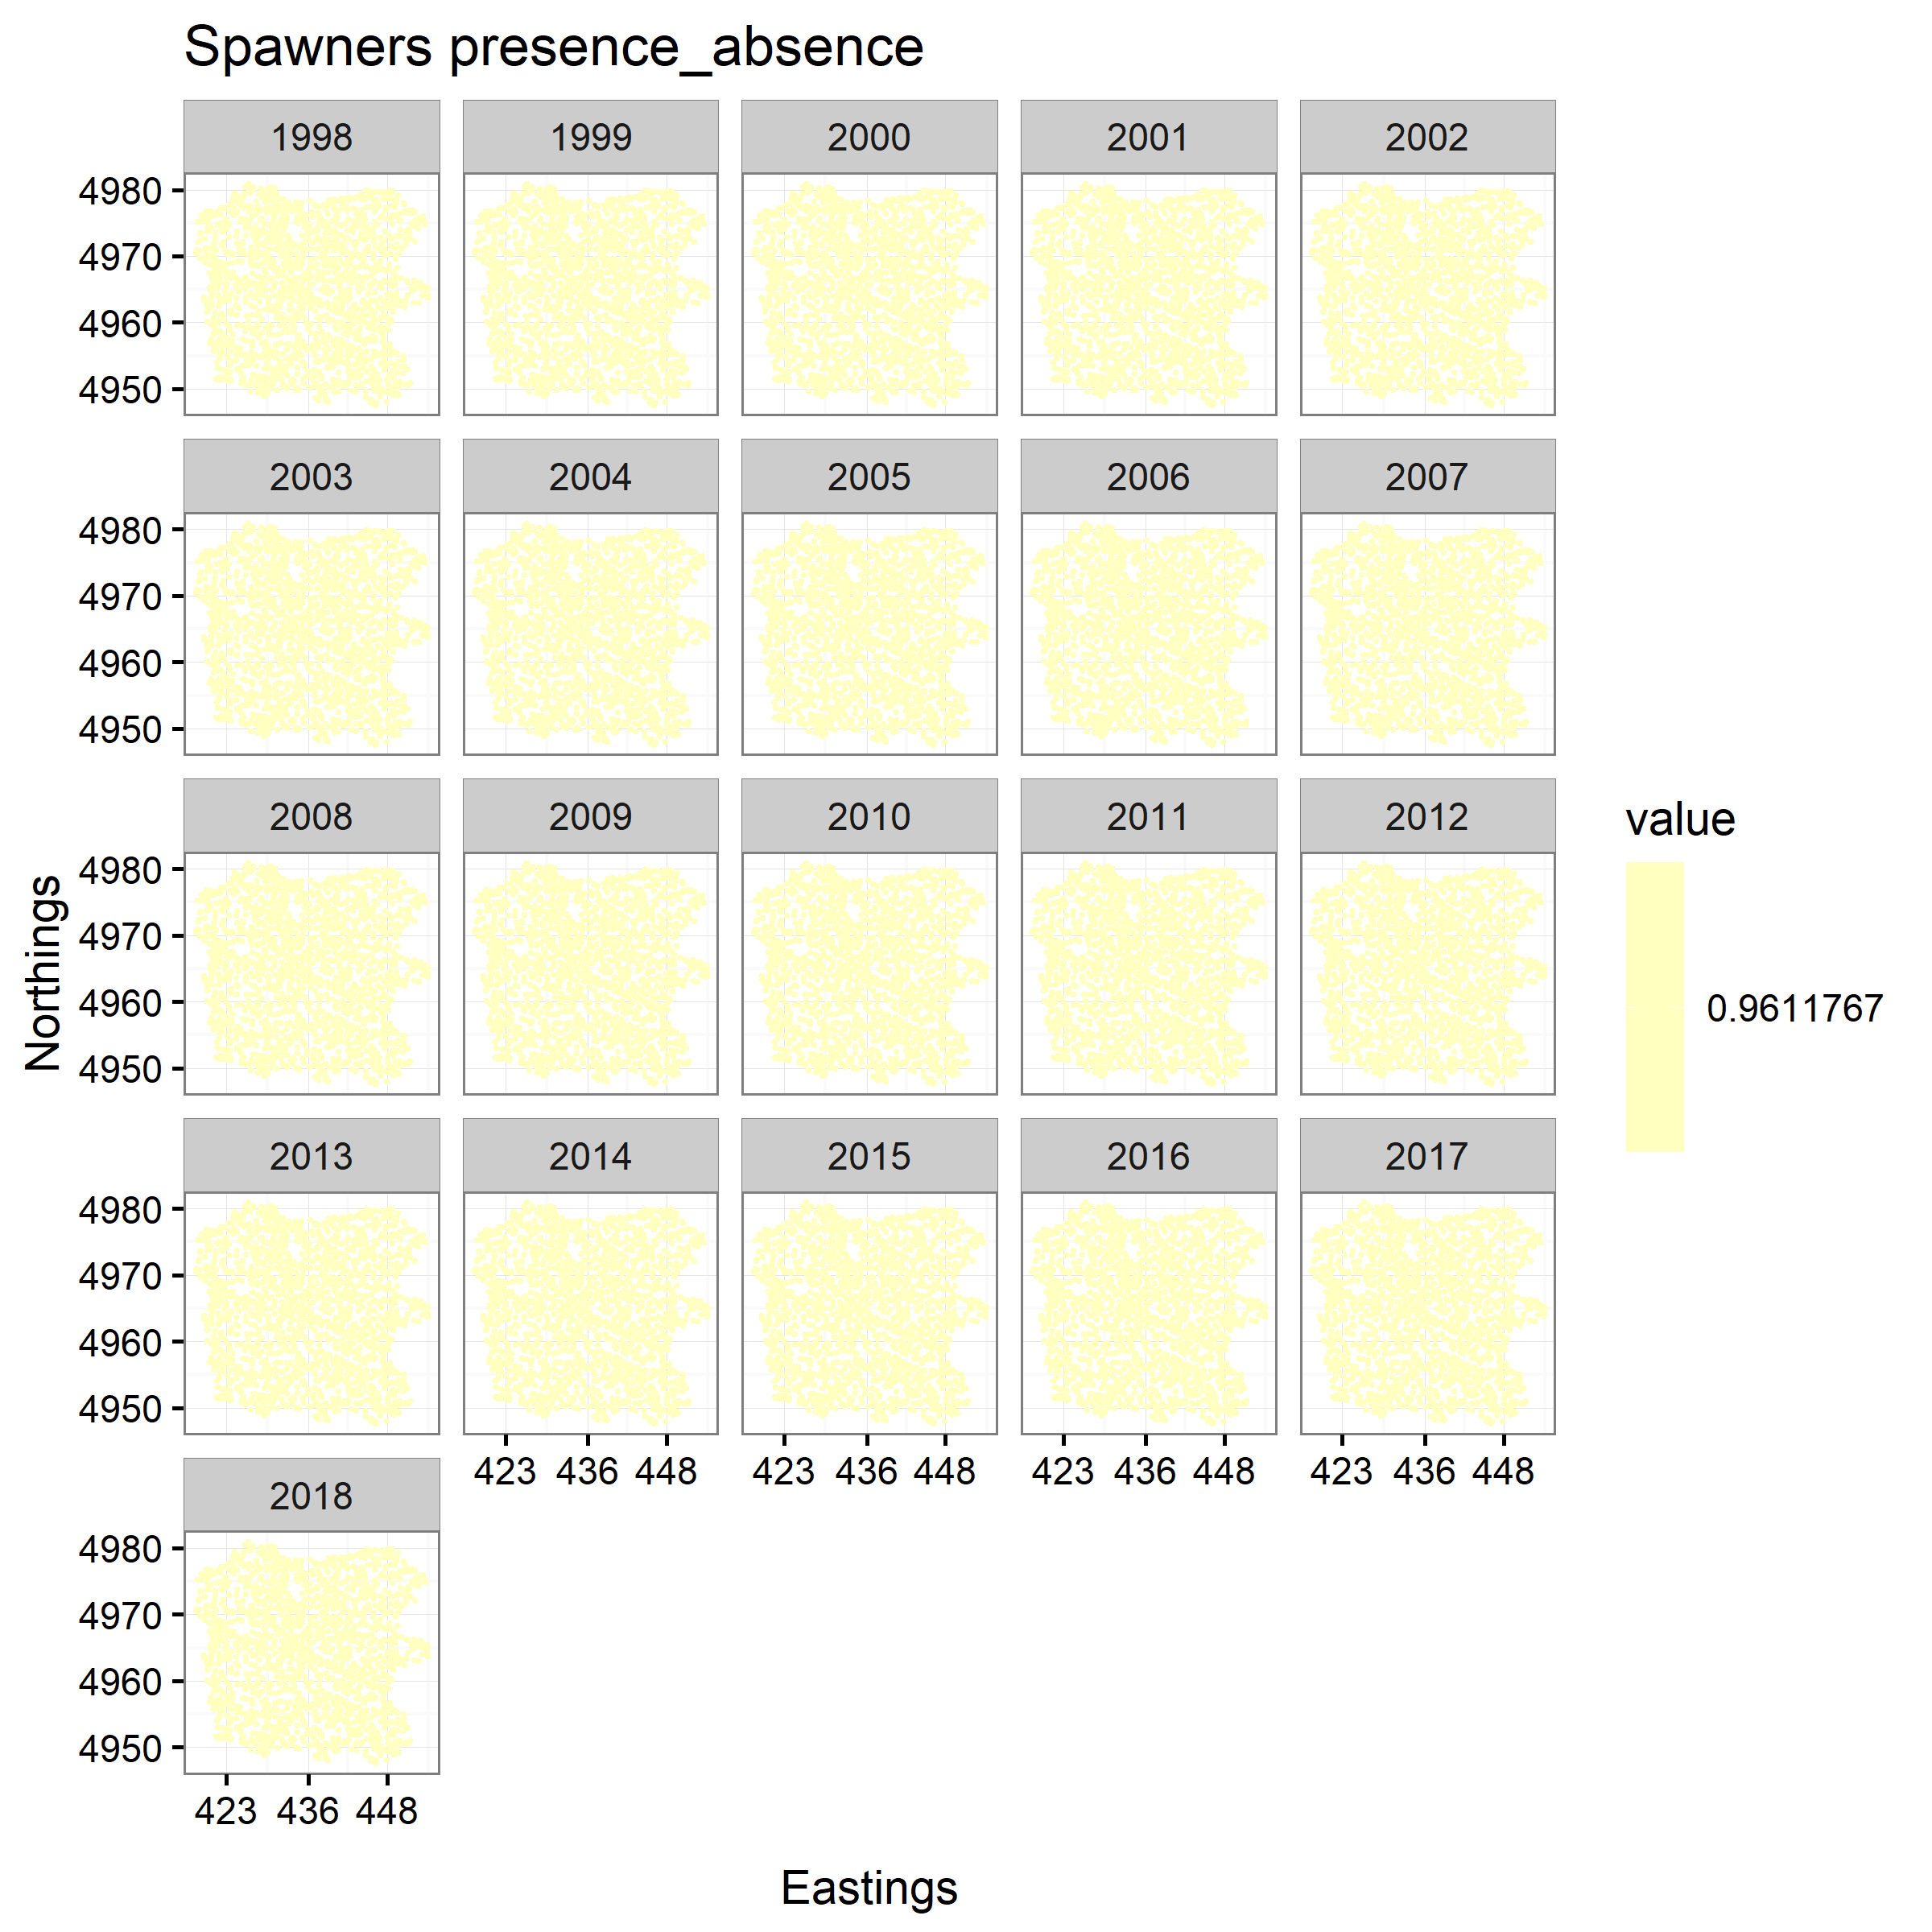 Spawners presence_absence
1998 1999 2000 2001 2002
4980
4970
4960
4950
2003 2004 2005 2006 2007
4980
4970
4960
4950
2008 2009 2010 2011 2012
4980
4970
4960
4950
2013 2014 2015 2016 2017
4980
4970
4960
4950
423 436 448 423 436 448 423 436 448 423 436 448
2018
4980
4970
4960
4950
423 436 448
Eastings
Northings
value
0.9611767